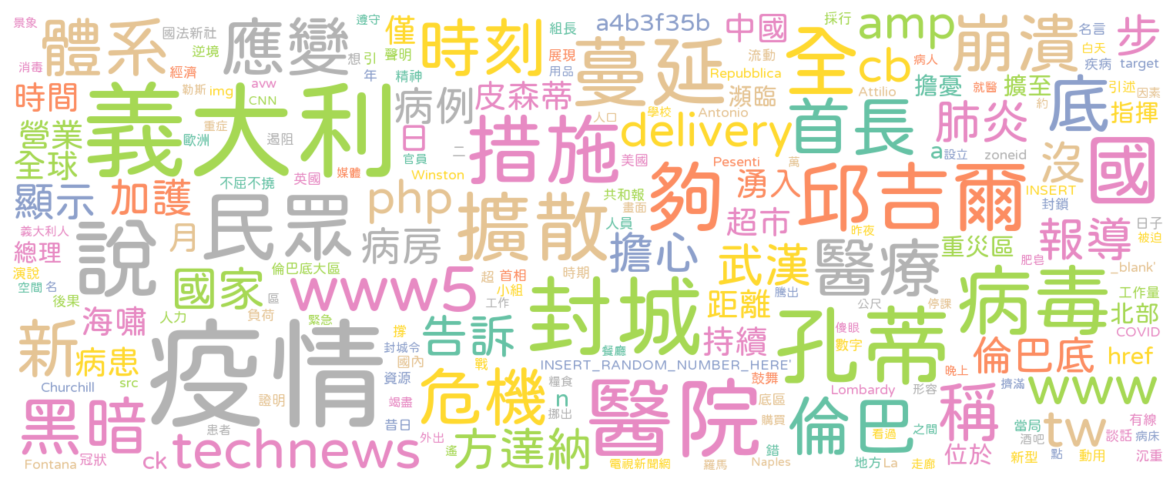 景象
體系
國法新社
逆境
應變
遵守
想 引
聲明
年
僅
時刻
組長
展現
用品
蔓延
a4b3f35b
中國
流動
Repubblica
全
採行
amp
病人
崩潰
名言
白天
疾病 target
步
消毒
時間
經濟
勒斯 img
CNN
avw
精神
病例
皮森蒂
瀕臨
Attilio
cb
擔憂
就醫
擴至
約
引述
因素
底
指揮
營業
全球
重症
歐洲
遏阻
義大利
媒體
英國
不屈不撓
日
官員
二
Winston
措施
人口
學校
Antonio
美國
delivery
首長
a 設立
肺炎
zoneid
沒
INSERT
封鎖
國
顯示
加護
民眾
php
擴散
共和報
畫面
人員
夠
Pesenti
萬
湧入
超市
昨夜
邱吉爾
重災區
報導
日子
被迫
義大利人
總理
演說
空間 名
月
說
病房
擔心
武漢
醫療
肥皂
_blank'
後果
國家
倫巴底大區
區
www5
超 首相
小組
時期
工作
封城
距離
騰出
公尺
停課
病毒
工作量
北部
COVID
海嘯
人力
負荷
緊急
新
病患
疫情
撐
封城令
國內
告訴
戰
餐廳
INSERT_RANDOM_NUMBER_HERE'
持續
傻眼
數字
孔蒂
晚上
倫巴底
href
Churchill
src
證明
資源
竭盡
危機
糧食
n
挪出
醫院
鼓舞
底區
購買
Lombardy
形容
擠滿
www
黑暗
患者
technews
昔日
外出
遙
方達納
電視新聞網
羅馬
錯
Naples
倫巴
看過
之間
地方 La
走廊
稱
位於
當局
酒吧
新型
tw
點
動用
有線
談話
病床
沉重
Fontana
冠狀
ck